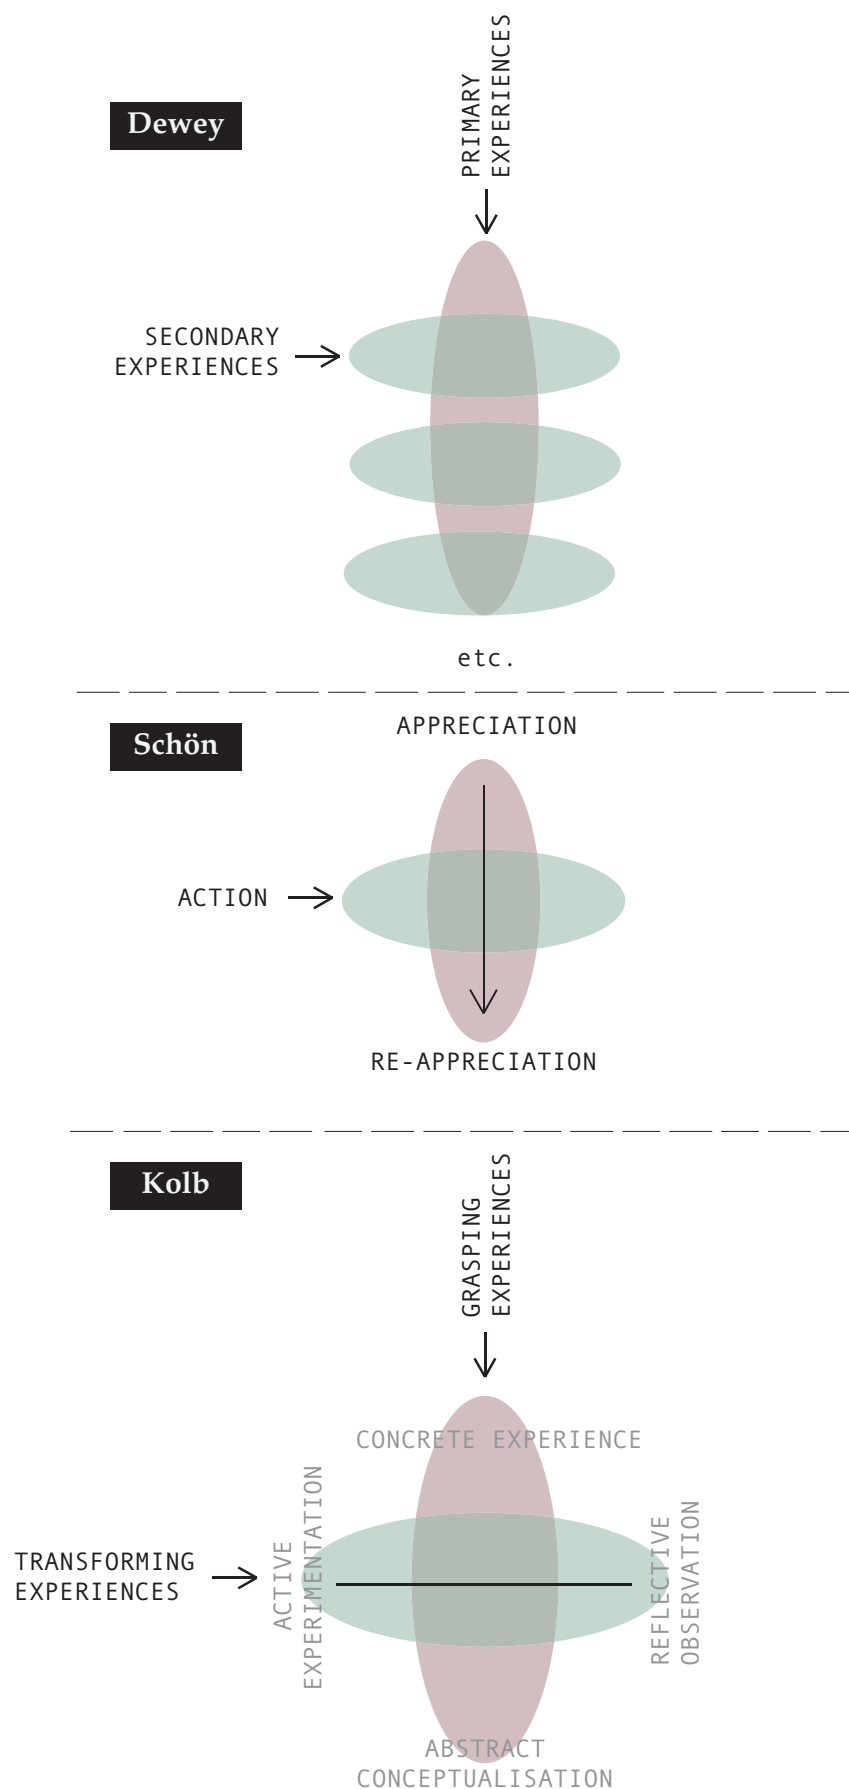 Dewey
PRIMARY
EXPERIENCES
SECONDARY
EXPERIENCES
etc.
Schön
APPRECIATION
ACTION
RE-APPRECIATION
Kolb
GRASPING
EXPERIENCES
CONCRETE EXPERIENCE
ACTIVE
EXPERIMENTATION
REFLECTIVE
OBSERVATION
TRANSFORMING
EXPERIENCES
ABSTRACT
CONCEPTUALISATION